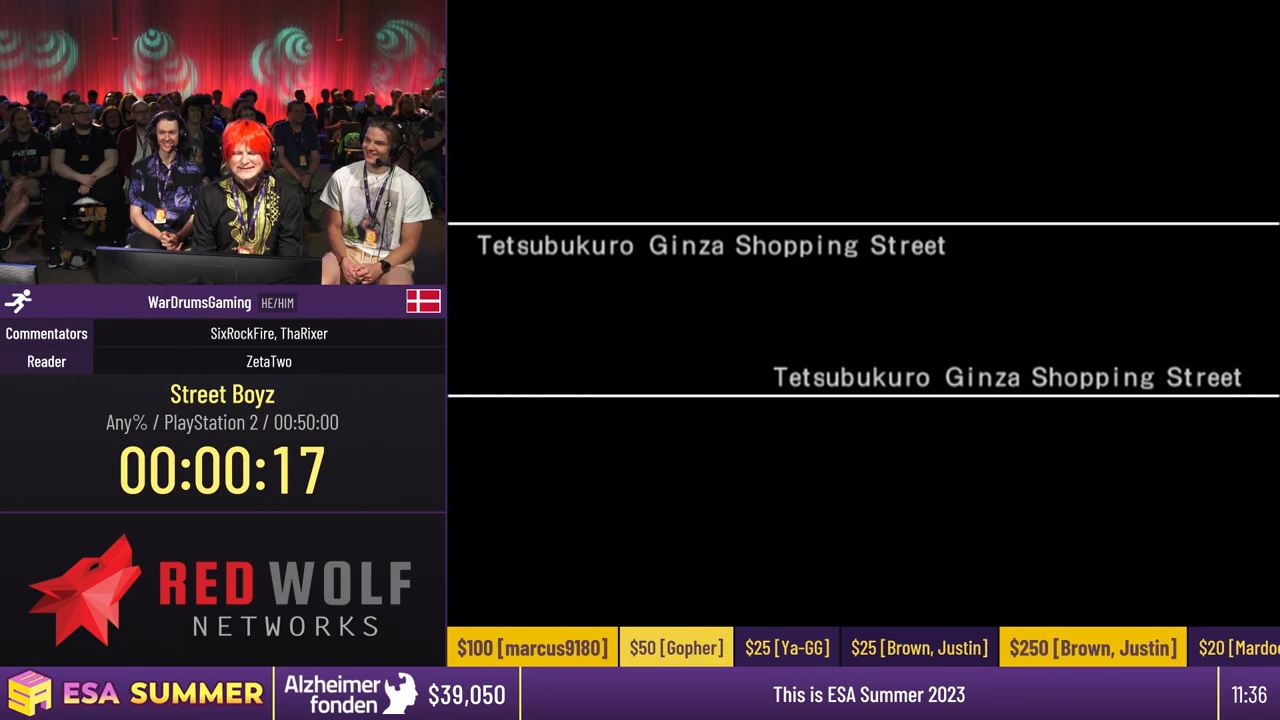 Tetsubukuro Ginza Shopping Street
Tetsubukuro Ginza Shopping Street
WarDrumsGaming HE/HIM
Commentators SixRockFire, ThaRixer
Reader ZetaTwo
Street Boyz
Any% / PlayStation 2 / 00:50:00
00:00:17
RED WOLF
NETWORKS
$100 [marcus9180] $50 [Gopher] $25 [Ya-GG] $25 [Brown, Justin] $250 [Brown, Justin] $20 [Mardoc
ESA SUMMER Alzheimer fonden $39,050 This is ESA Summer 2023 11:36